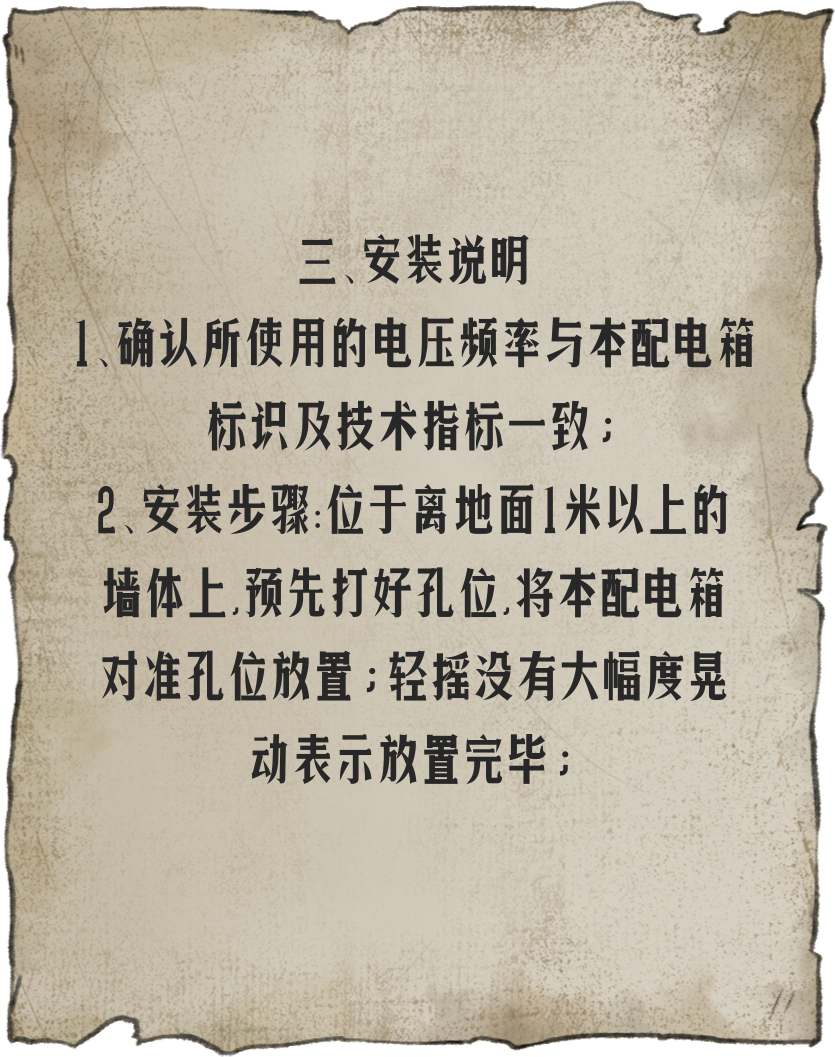 三、安装说明
1、确认所使用的电压频率与本配电箱
标识及技术指标一致；
2、安装步骤:位于离地面1米以上的
墙体上,预先打好孔位,将本配电箱
对准孔位放置；轻摇没有大幅度晃
动表示放置完毕；